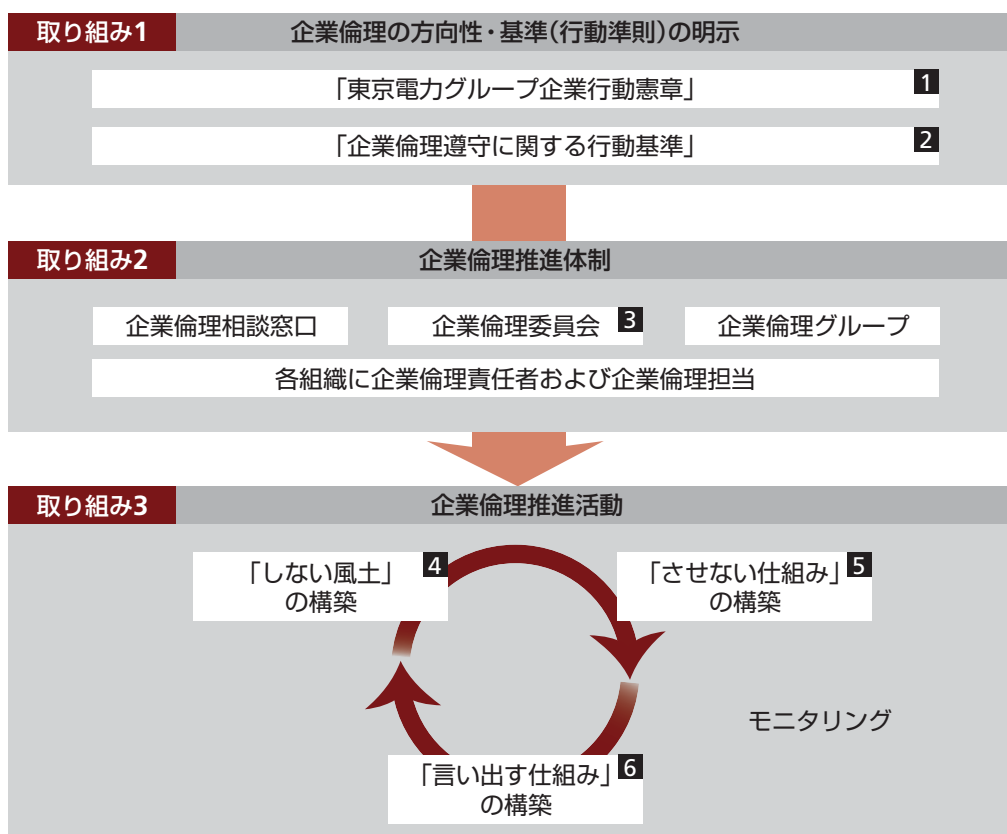 取り組み1 企業倫理の方向性・基準(行動準則)の明示
「東京電力グループ企業行動憲章」 1
「企業倫理遵守に関する行動基準」 2
取り組み2 企業倫理推進体制
企業倫理相談窓口 企業倫理委員会 3 企業倫理グループ
各組織に企業倫理責任者および企業倫理担当
取り組み3 企業倫理推進活動
「しない風土」 4
の構築
「させない仕組み」 5
の構築
モニタリング
「言い出す仕組み」 6
の構築